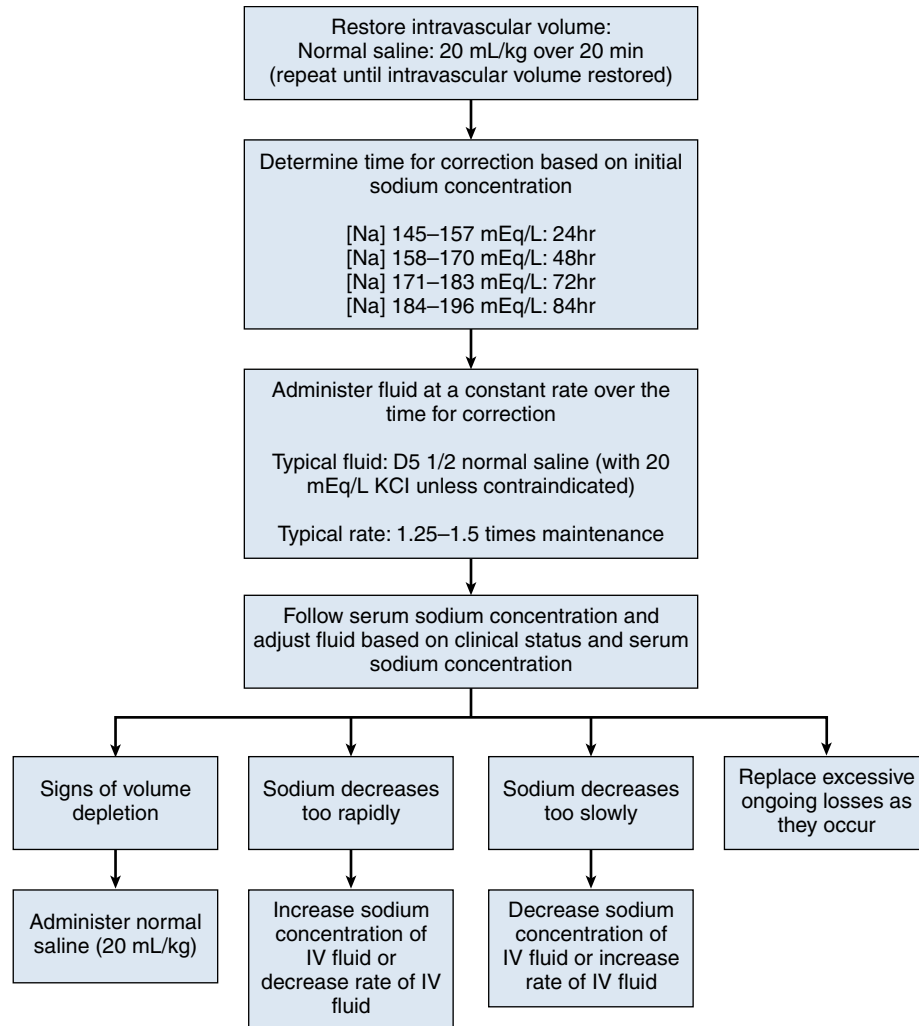 Restore intravascular volume:
Normal saline: 20 mL/kg over 20 min
(repeat until intravascular volume restored)
Determine time for correction based on initial
sodium concentration
[Na] 145–157 mEq/L: 24hr
[Na] 158–170 mEq/L: 48hr
[Na] 171–183 mEq/L: 72hr
[Na] 184–196 mEq/L: 84hr
Administer fluid at a constant rate over the
time for correction
Typical fluid: D5 1/2 normal saline (with 20
mEq/L KCI unless contraindicated)
Typical rate: 1.25–1.5 times maintenance
Follow serum sodium concentration and
adjust fluid based on clinical status and serum
sodium concentration
Signs of volume
depletion
Administer normal
saline (20 mL/kg)
Sodium decreases
too rapidly
Increase sodium
concentration of
IV fluid or
decrease rate of IV
fluid
Sodium decreases
too slowly
Decrease sodium
concentration of
IV fluid or increase
rate of IV fluid
Replace excessive
ongoing losses as
they occur